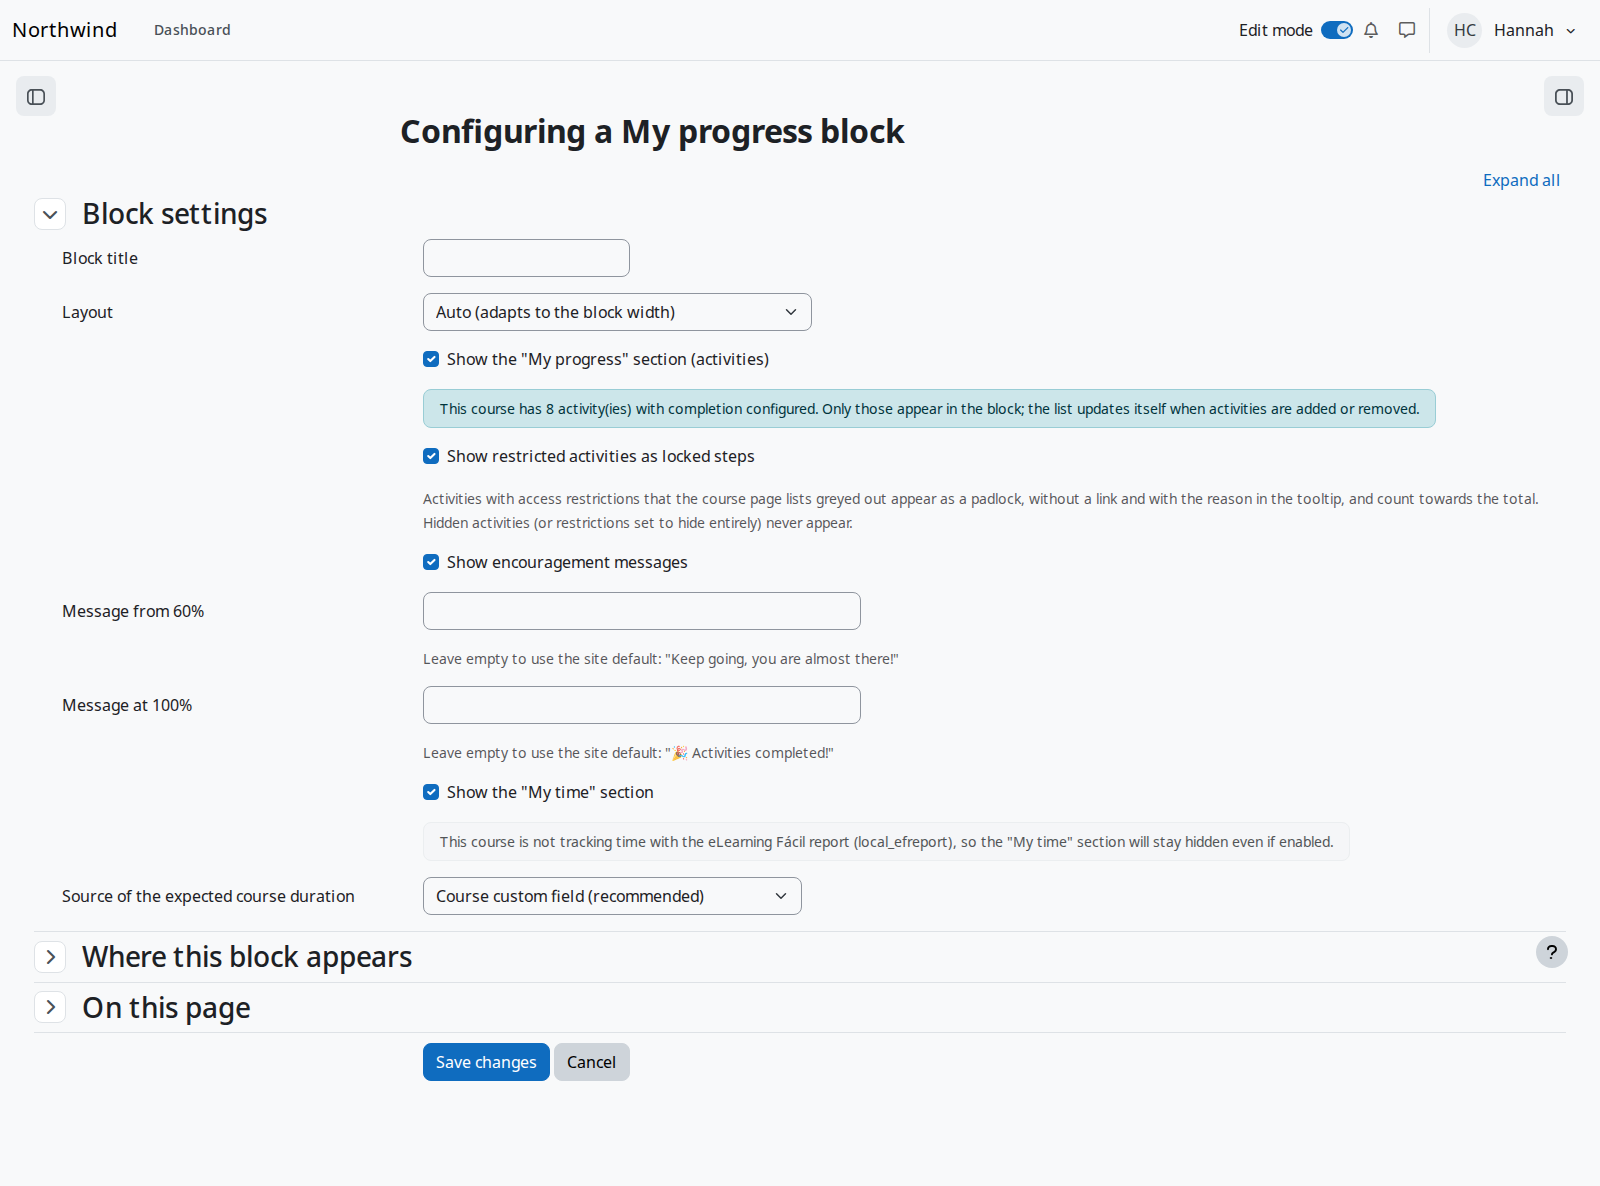 Northwind
Dashboard
Edit mode
HC
Hannah
Configuring a My progress block
Expand all
Block settings
Block title
Layout
Auto (adapts to the block width)
Show the "My progress" section (activities)
This course has 8 activity(ies) with completion configured. Only those appear in the block; the list updates itself when activities are added or removed.
Show restricted activities as locked steps
Activities with access restrictions that the course page lists greyed out appear as a padlock, without a link and with the reason in the tooltip, and count towards the total.
Hidden activities (or restrictions set to hide entirely) never appear.
Show encouragement messages
Message from 60%
Leave empty to use the site default: "Keep going, you are almost there!"
Message at 100%
Leave empty to use the site default: "🎉 Activities completed!"
Show the "My time" section
This course is not tracking time with the eLearning Fácil report (local_efreport), so the "My time" section will stay hidden even if enabled.
Source of the expected course duration
Course custom field (recommended)
Where this block appears
?
On this page
Save changes
Cancel